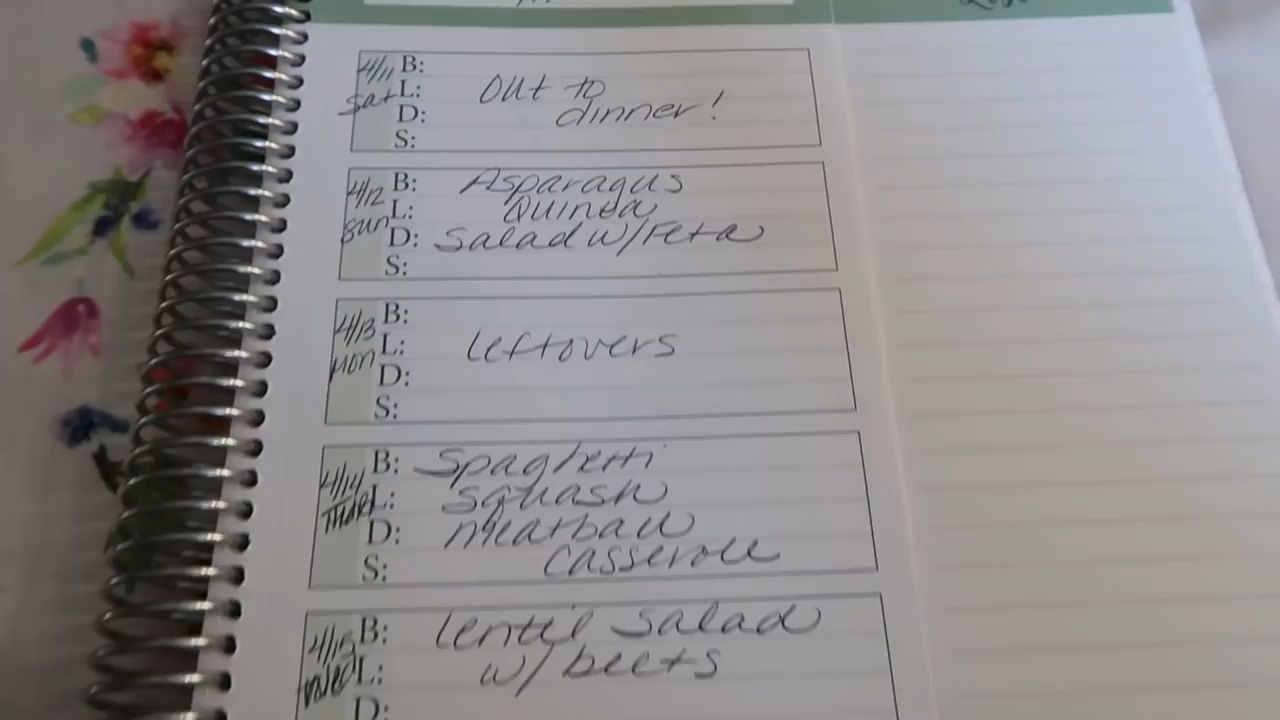 4/11 B:
Sat L: Out to
D: dinner!
S:
4/12 B: Asparagus
Sun L: Quinoa
D: Salad w/Feta
S:
4/13 B:
Mon L: Leftovers
D:
S:
4/14 B: Spaghetti
Tue L: Squash
D: Meatball
S: Casserole
4/15 B: Lentil Salad
Wed L: w/ beets
D: